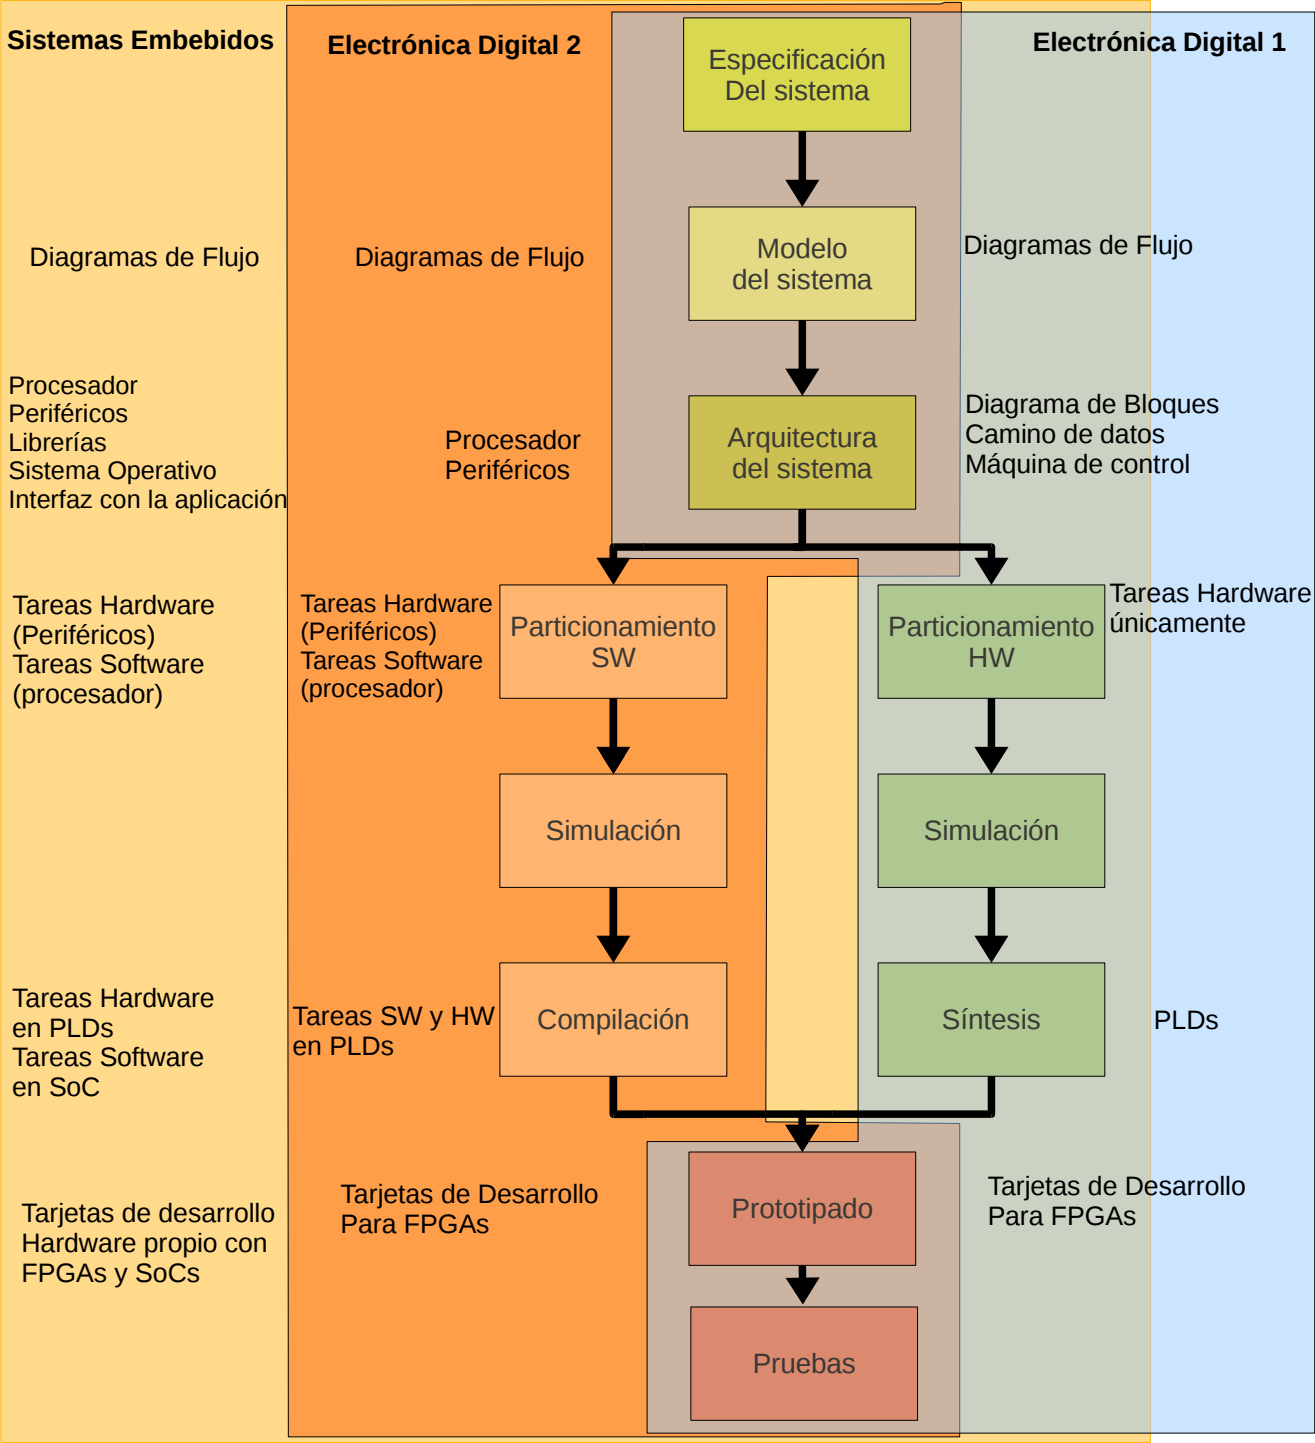 Sistemas Embebidos
Electrónica Digital 2
Electrónica Digital 1
Especificación
Del sistema
Diagramas de Flujo
Diagramas de Flujo
Modelo
del sistema
Diagramas de Flujo
Procesador
Periféricos
Librerías
Sistema Operativo
Interfaz con la aplicación
Procesador
Periféricos
Arquitectura
del sistema
Diagrama de Bloques
Camino de datos
Máquina de control
Tareas Hardware
(Periféricos)
Tareas Software
(procesador)
Tareas Hardware
(Periféricos)
Tareas Software
(procesador)
Particionamiento
SW
Particionamiento
HW
Tareas Hardware
únicamente
Simulación
Simulación
Tareas Hardware
en PLDs
Tareas Software
en SoC
Tareas SW y HW
en PLDs
Compilación
Síntesis
PLDs
Tarjetas de desarrollo
Hardware propio con
FPGAs y SoCs
Tarjetas de Desarrollo
Para FPGAs
Prototipado
Tarjetas de Desarrollo
Para FPGAs
Pruebas